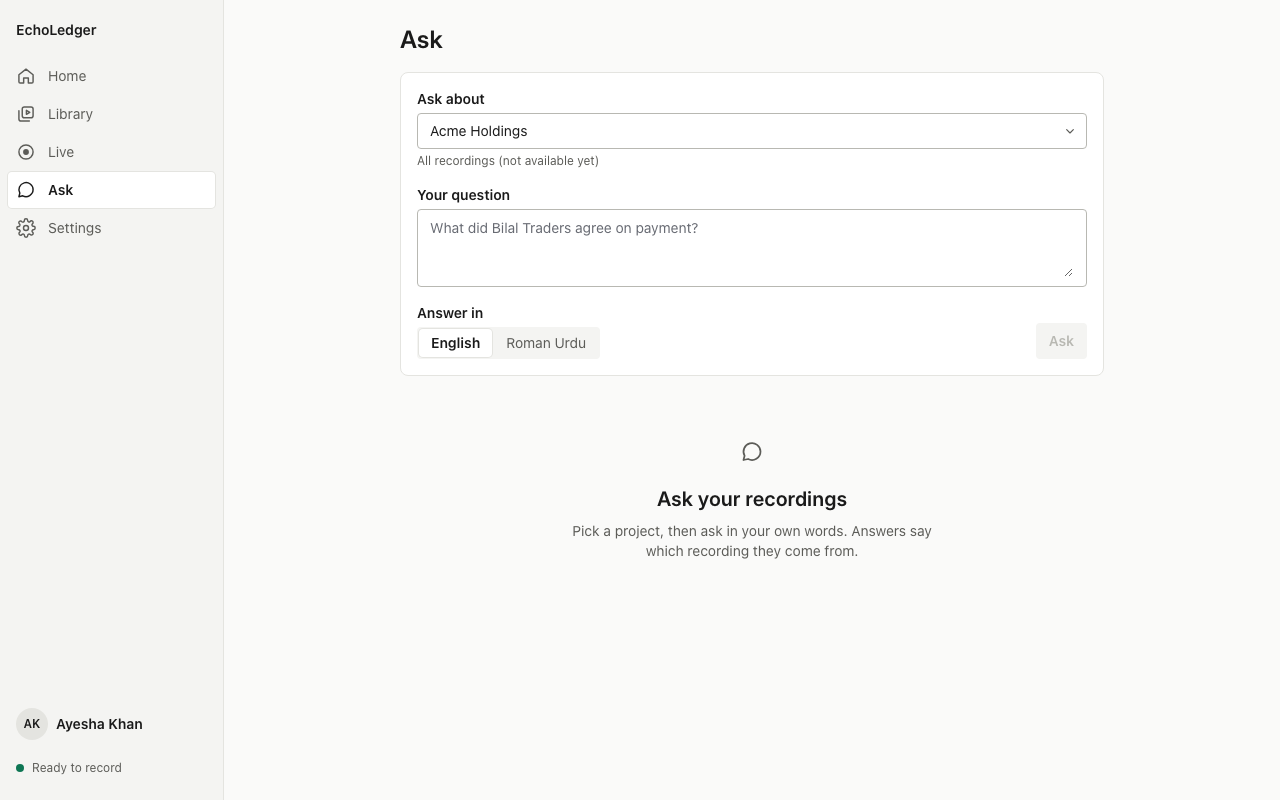 EchoLedger
Home
Library
Live
Ask
Settings
AK
Ayesha Khan
Ready to record
Ask
Ask about
Acme Holdings
All recordings (not available yet)
Your question
What did Bilal Traders agree on payment?
Answer in
English
Roman Urdu
Ask
Ask your recordings
Pick a project, then ask in your own words. Answers say
which recording they come from.